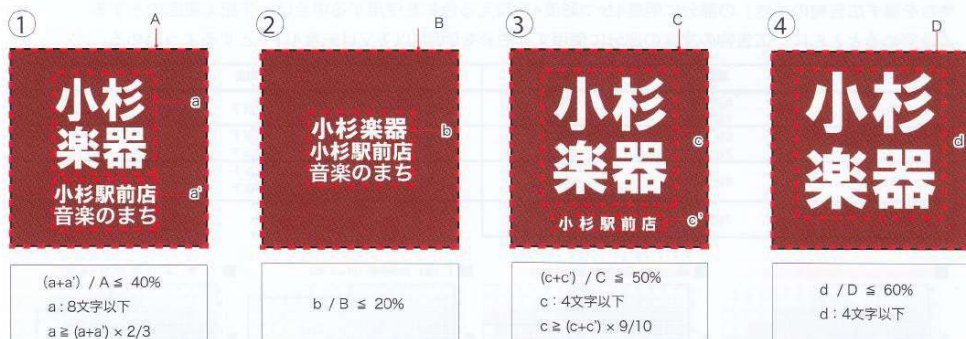 ① A
小杉
楽器
a
小杉駅前店
音楽のまち
a'
(a+a') / A ≦ 40%
a：8文字以下
a ≧ (a+a') × 2/3
② B
小杉楽器
小杉駅前店
音楽のまち
b
b / B ≦ 20%
③ C
小杉
楽器
c
小杉駅前店
c'
(c+c') / C ≦ 50%
c：4文字以下
c ≧ (c+c') × 9/10
④ D
小杉
楽器
d
d / D ≦ 60%
d：4文字以下